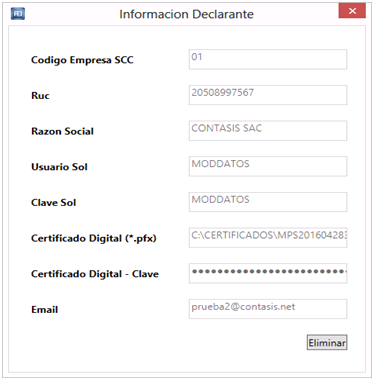 Informacion Declarante
Codigo Empresa SCC 01
Ruc 20508997567
Razon Social CONTASIS SAC
Usuario Sol MODDATOS
Clave Sol MODDATOS
Certificado Digital (*.pfx) C:\CERTIFICADOS\MPS201604283
Certificado Digital - Clave
Email prueba2@contasis.net
Eliminar